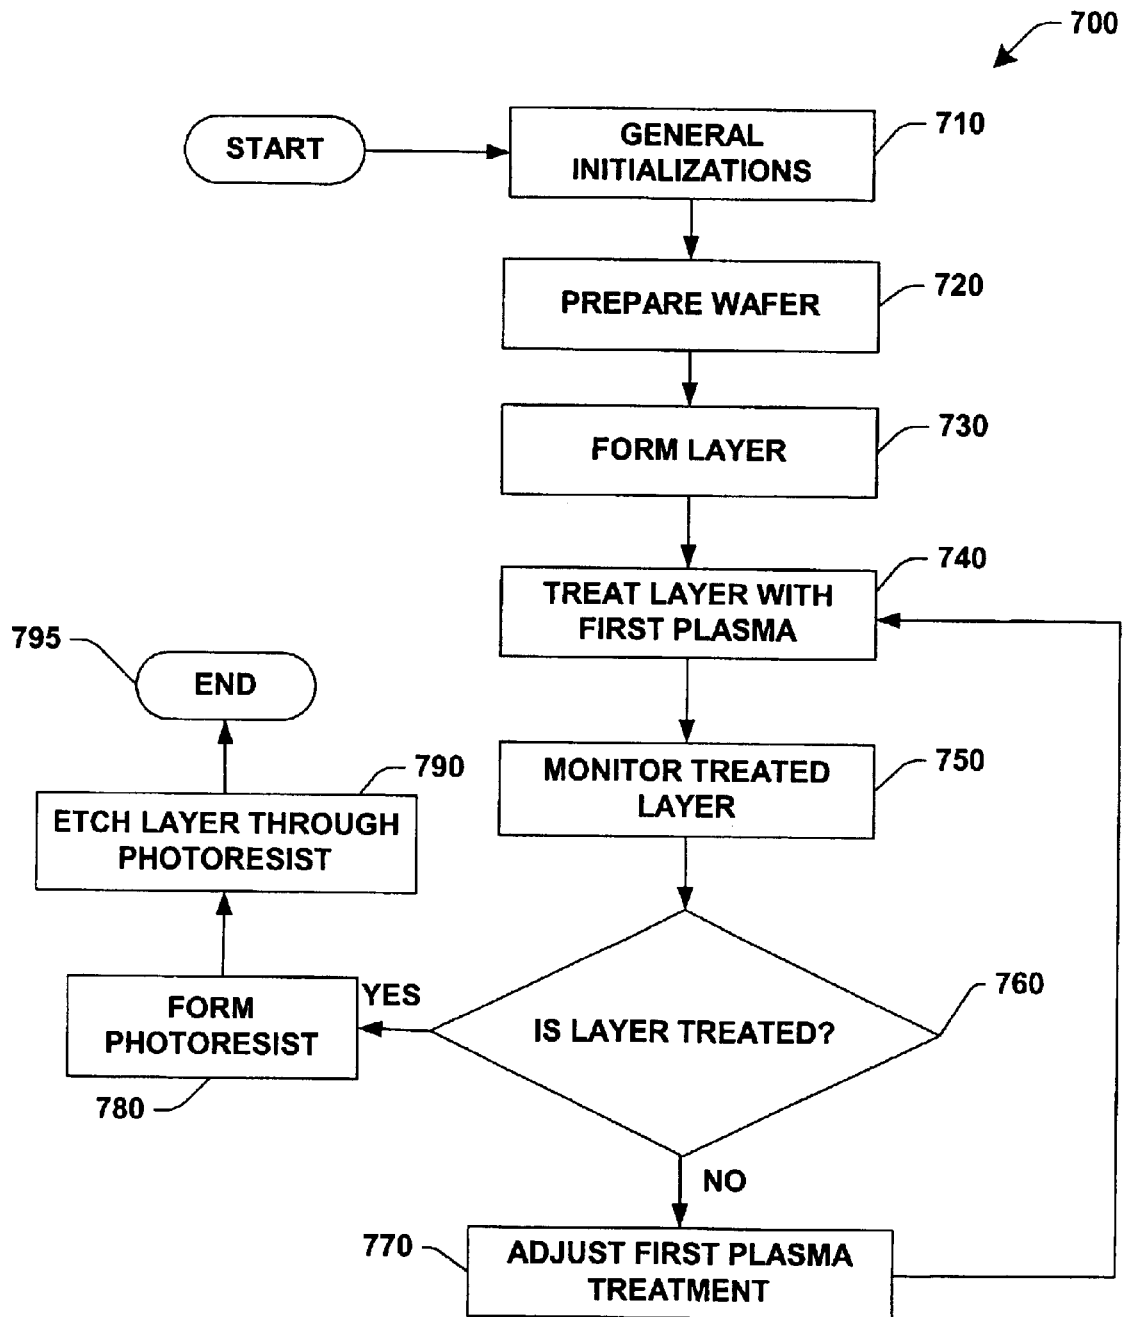 700
START
GENERAL
INITIALIZATIONS
710
PREPARE WAFER
720
FORM LAYER
730
TREAT LAYER WITH
FIRST PLASMA
740
MONITOR TREATED
LAYER
750
IS LAYER TREATED?
760
NO
ADJUST FIRST PLASMA
TREATMENT
770
YES
FORM
PHOTORESIST
780
ETCH LAYER THROUGH
PHOTORESIST
790
END
795